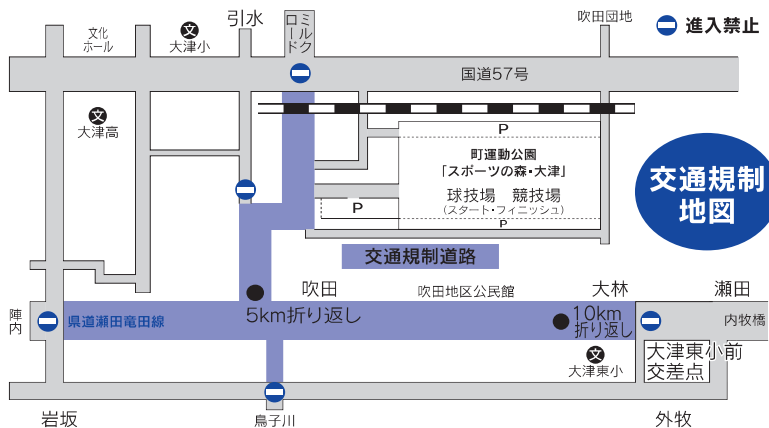 引水
ミルク
ロード
吹田団地
進入禁止
文化
ホール
文
大津小
国道57号
文
大津高
P
町運動公園
「スポーツの森・大津」
球技場 競技場
(スタート・フィニッシュ)
P
P
交通規制
地図
交通規制道路
吹田
吹田地区公民館
大林
瀬田
陣内
県道瀬田竜田線
5km折り返し
10km
折り返し
内牧橋
文
大津東小
大津東小前
交差点
岩坂
鳥子川
外牧